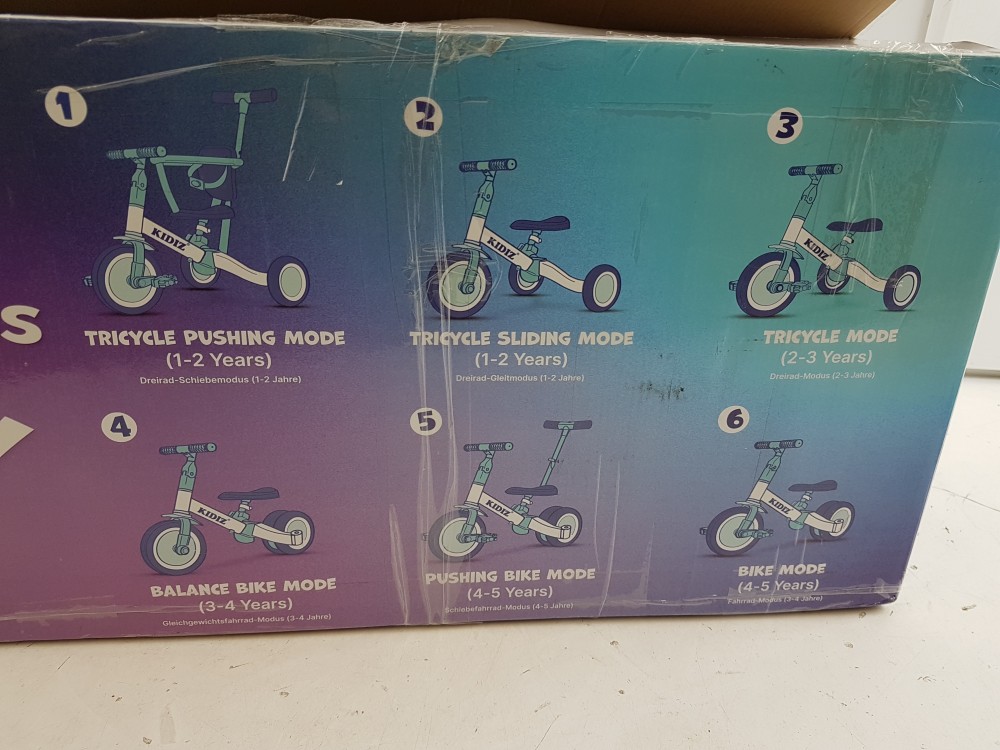 1
KIDIZ
TRICYCLE PUSHING MODE
(1-2 Years)
Dreirad-Schiebemodus (1-2 Jahre)
2
KIDIZ
TRICYCLE SLIDING MODE
(1-2 Years)
Dreirad-Gleitmodus (1-2 Jahre)
3
KIDIZ
TRICYCLE MODE
(2-3 Years)
Dreirad-Modus (2-3 Jahre)
S
4
KIDIZ
BALANCE BIKE MODE
(3-4 Years)
Gleichgewichtsfahrrad-Modus (3-4 Jahre)
5
KIDIZ
PUSHING BIKE MODE
(4-5 Years)
Schiebefahrrad-Modus (4-5 Jahre)
6
KIDIZ
BIKE MODE
(4-5 Years)
Fahrrad-Modus (3-4 Jahre)